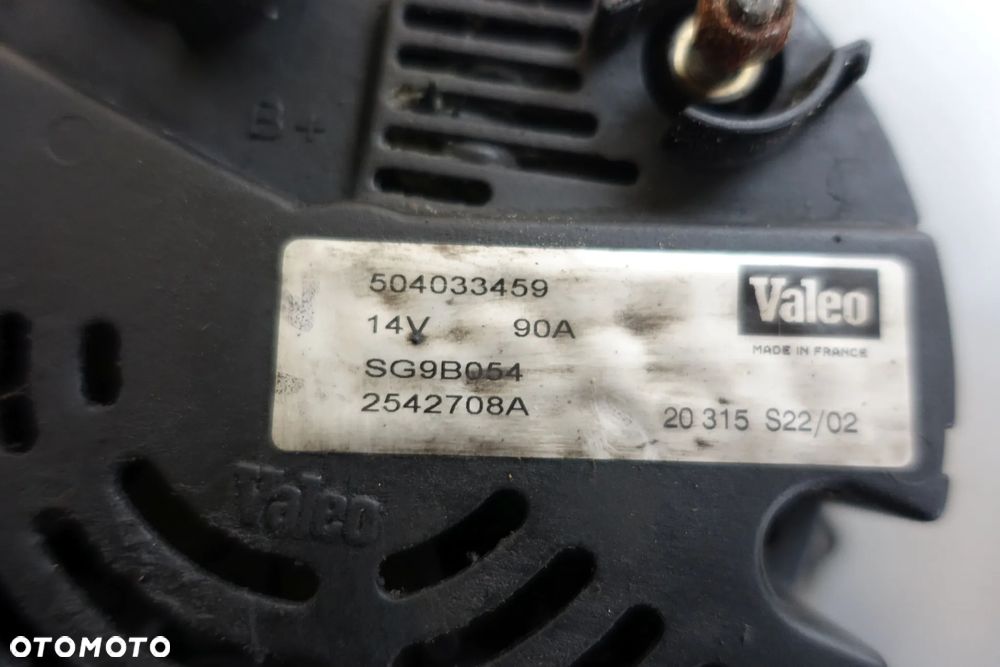 B+
504033459
14V 90A
SG9B054
2542708A
Valeo
MADE IN FRANCE
20 315 S22/02
Valeo
OTOMOTO